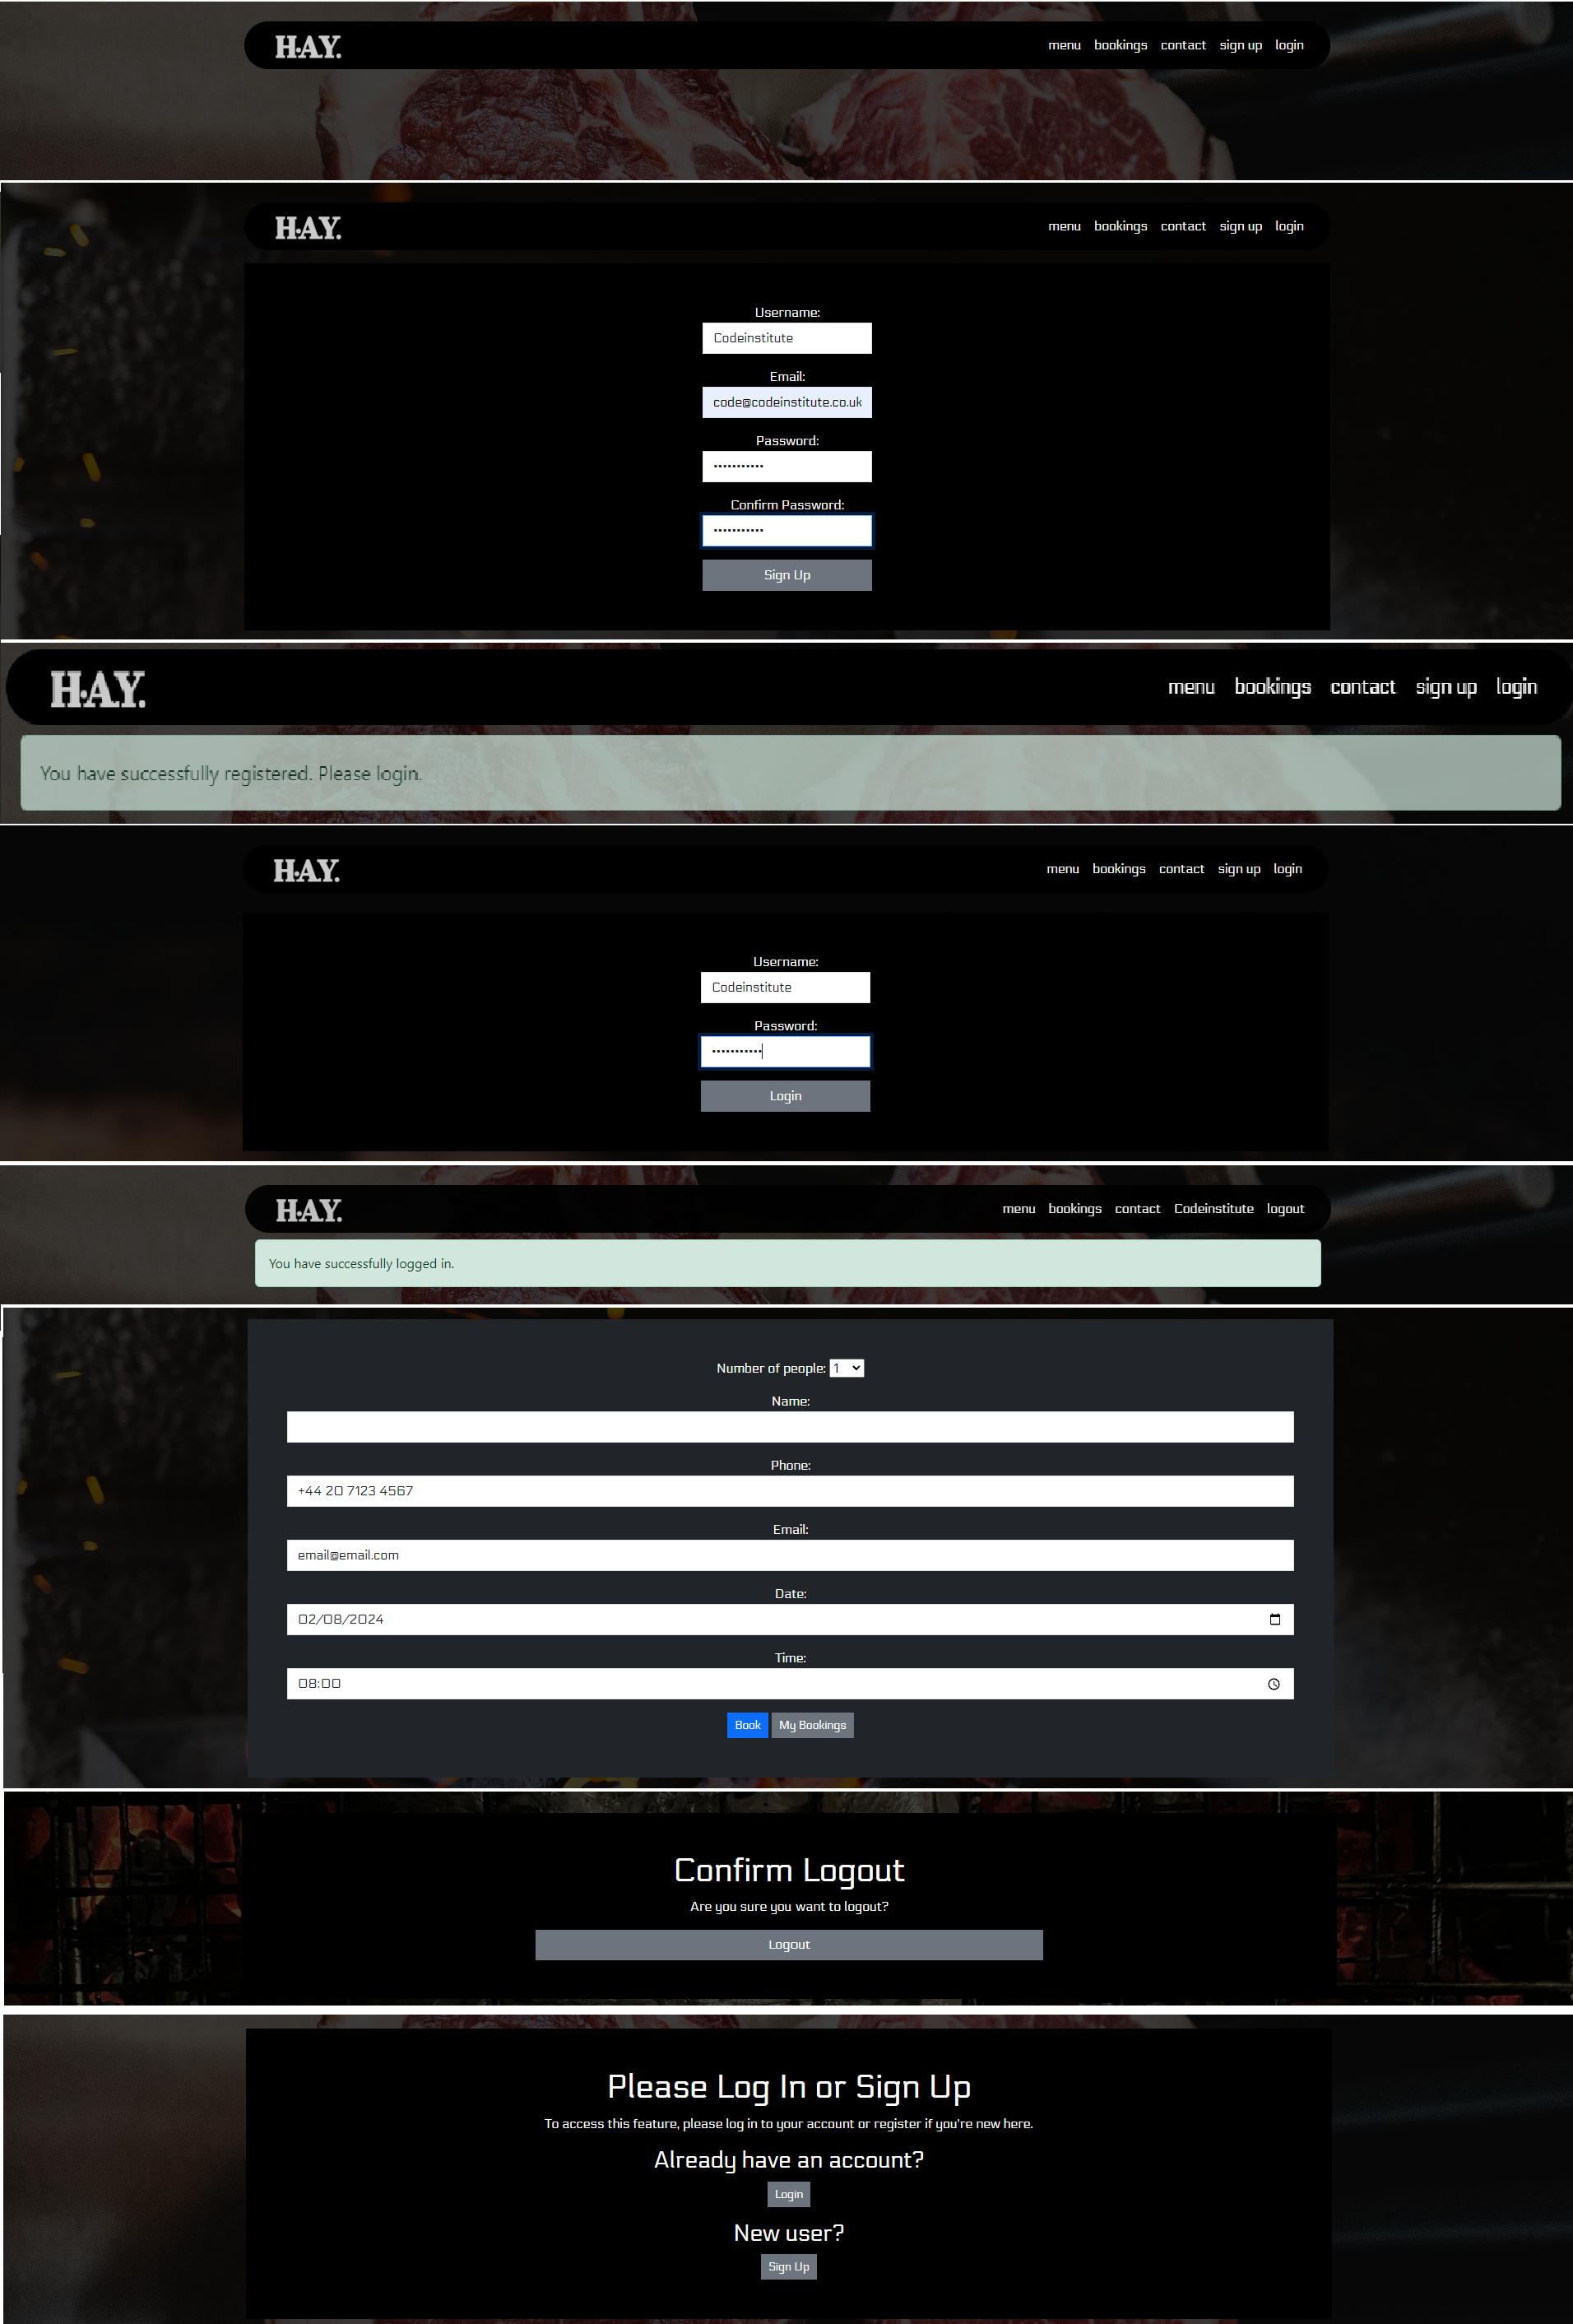 H.A.Y. menu bookings contact sign up login
H.A.Y. menu bookings contact sign up login
Username:
Codeinstitute
Email:
code@codeinstitute.co.uk
Password:
•••••••••••
Confirm Password:
•••••••••••
Sign Up
H.A.Y. menu bookings contact sign up login
You have successfully registered. Please login.
H.A.Y. menu bookings contact sign up login
Username:
Codeinstitute
Password:
•••••••••••
Login
H.A.Y. menu bookings contact Codeinstitute logout
You have successfully logged in.
Number of people: 1
Name:
Phone:
+44 20 7123 4567
Email:
email@email.com
Date:
02/08/2024
Time:
08:00
Book My Bookings
Confirm Logout
Are you sure you want to logout?
Logout
Please Log In or Sign Up
To access this feature, please log in to your account or register if you're new here.
Already have an account?
Login
New user?
Sign Up